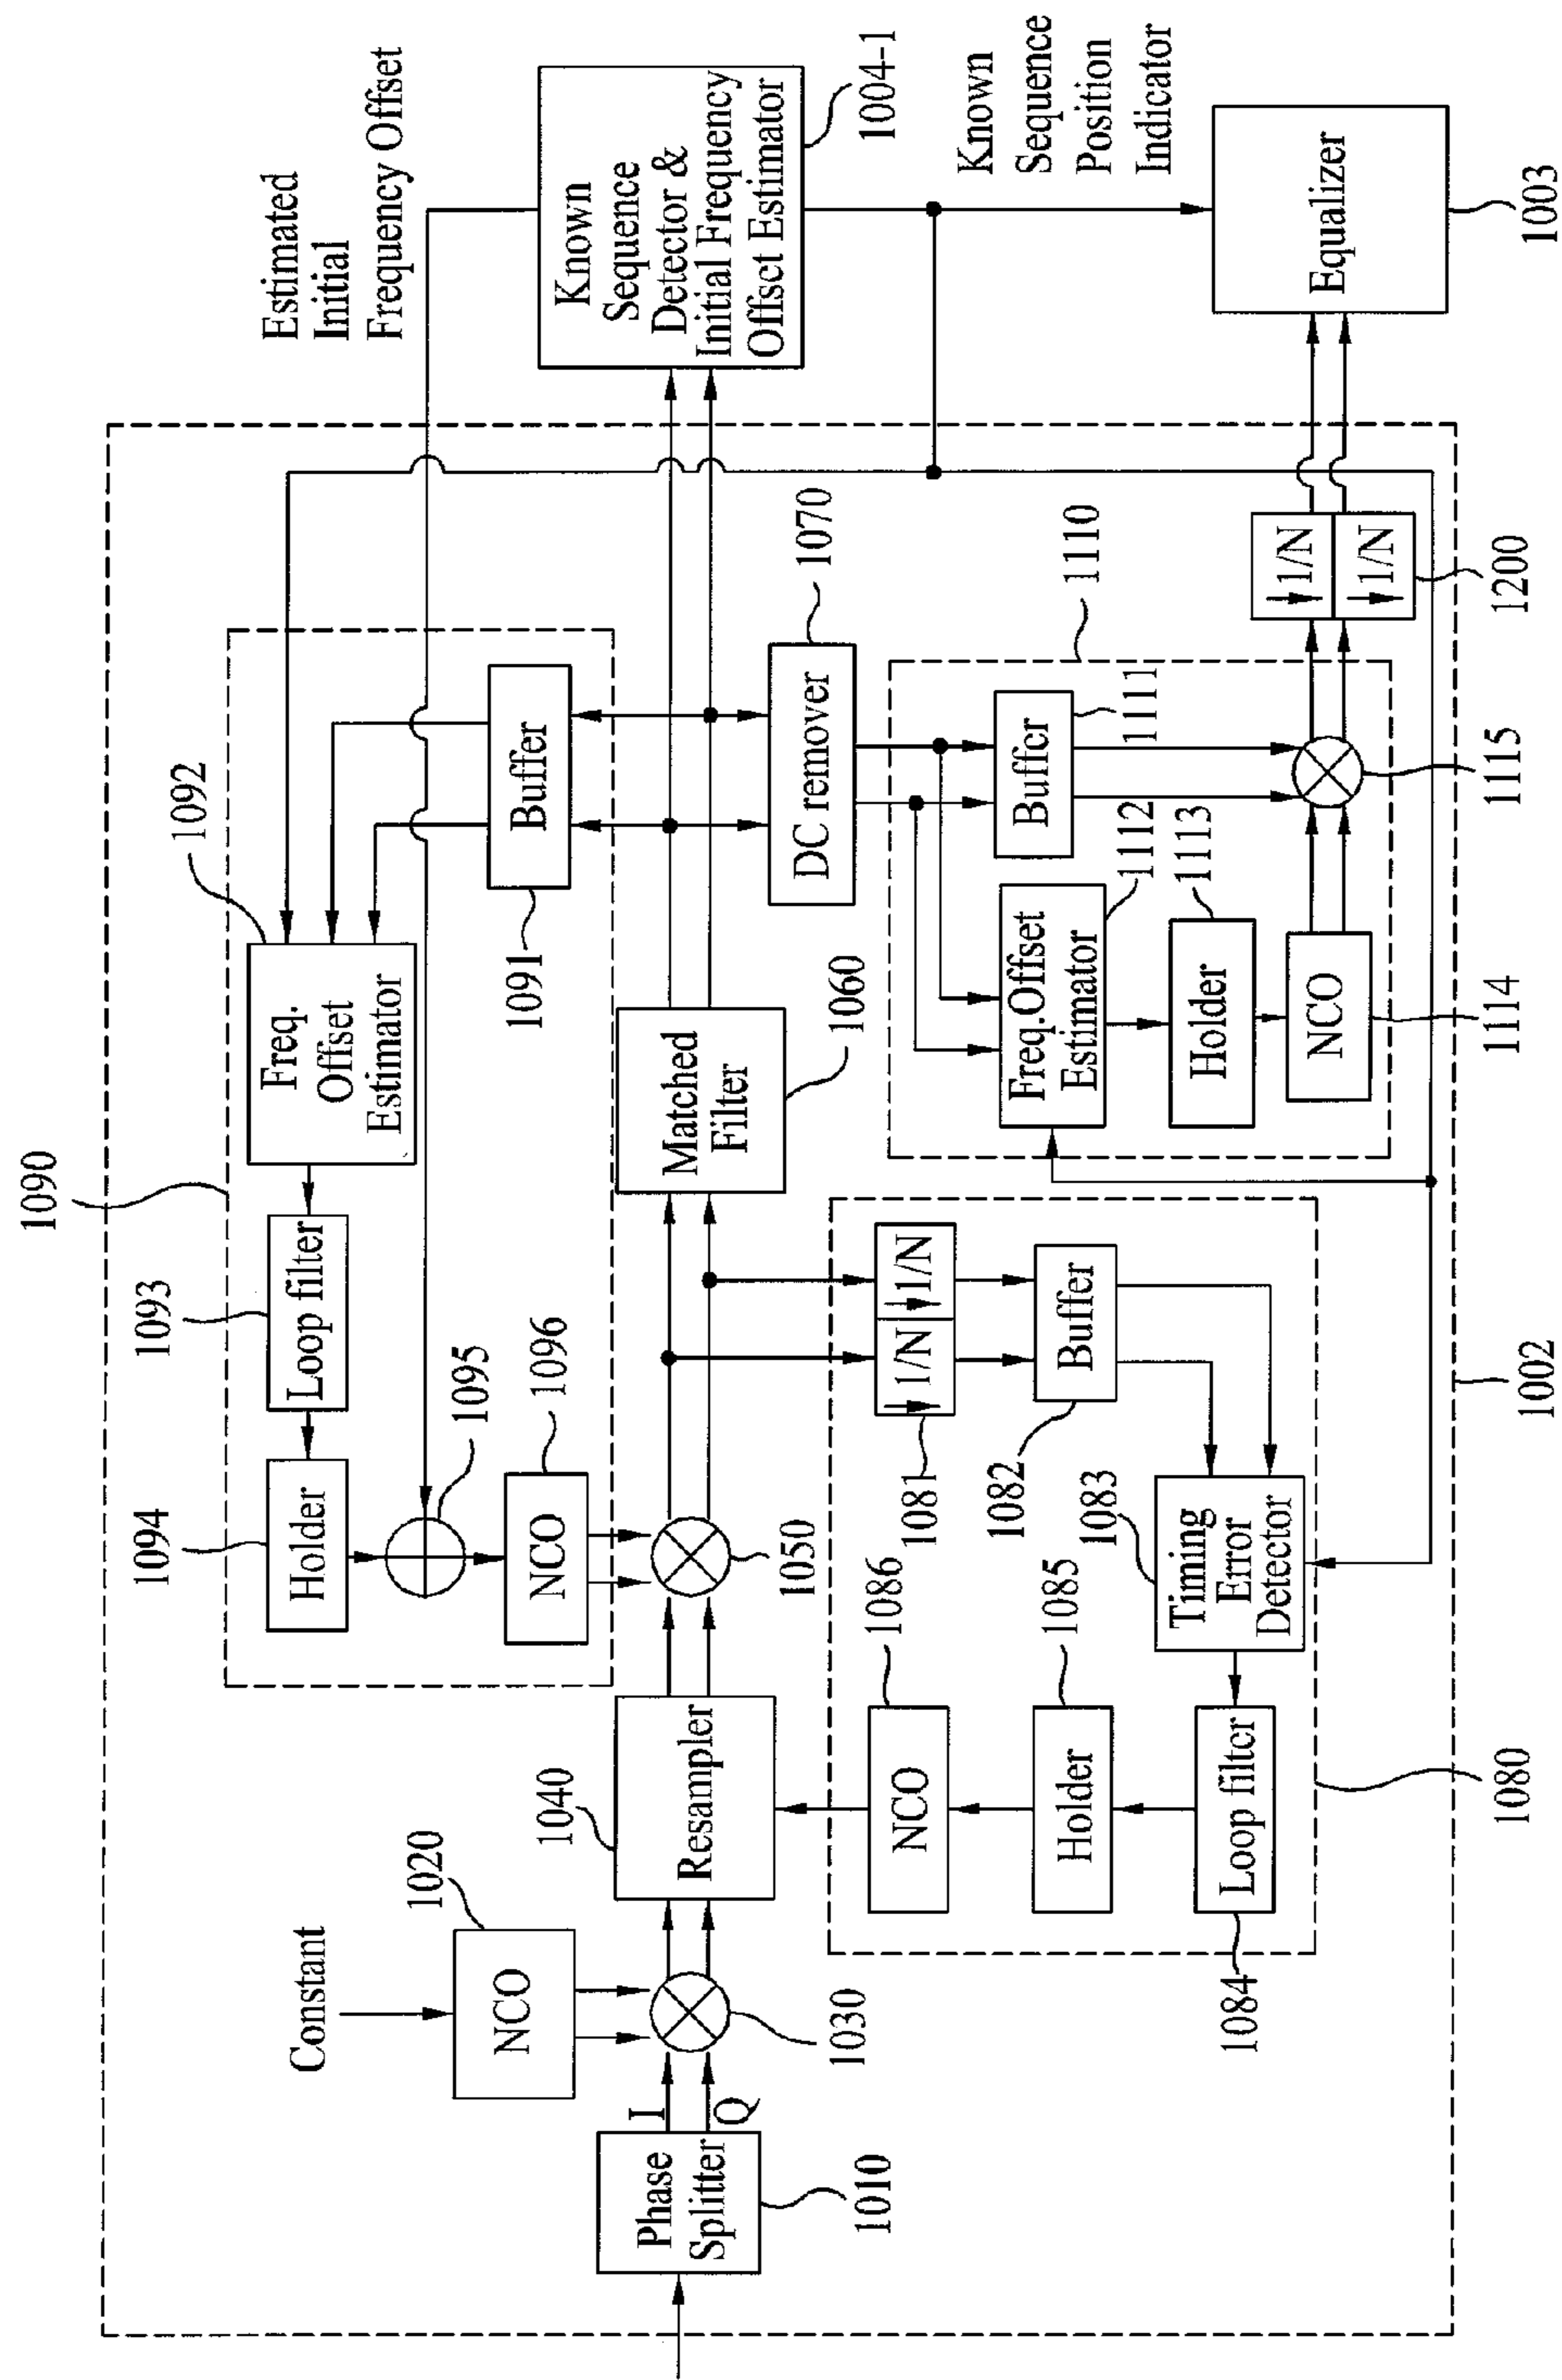 Estimated
Initial
Frequency Offset
1090
1092
Freq.
Offset
Estimator
1093
Loop filter
1094
Holder
1095
1096
NCO
Buffer
1091
Known
Sequence
Detector &
Initial Frequency
Offset Estimator
1004-1
Known
Sequence
Position
Indicator
Constant
1020
NCO
I
Q
Phase
Splitter
1010
1030
1040
Resampler
1050
Matched
Filter
1060
1070
DC remover
1110
Buffer
1111
Freq.Offset
Estimator
1112
Holder
1113
NCO
1114
1115
1/N
1/N
1200
Equalizer
1003
1/N
1/N
1081
Buffer
1082
1083
Timing
Error
Detector
Loop filter
1084
Holder
1085
NCO
1086
1080
1002